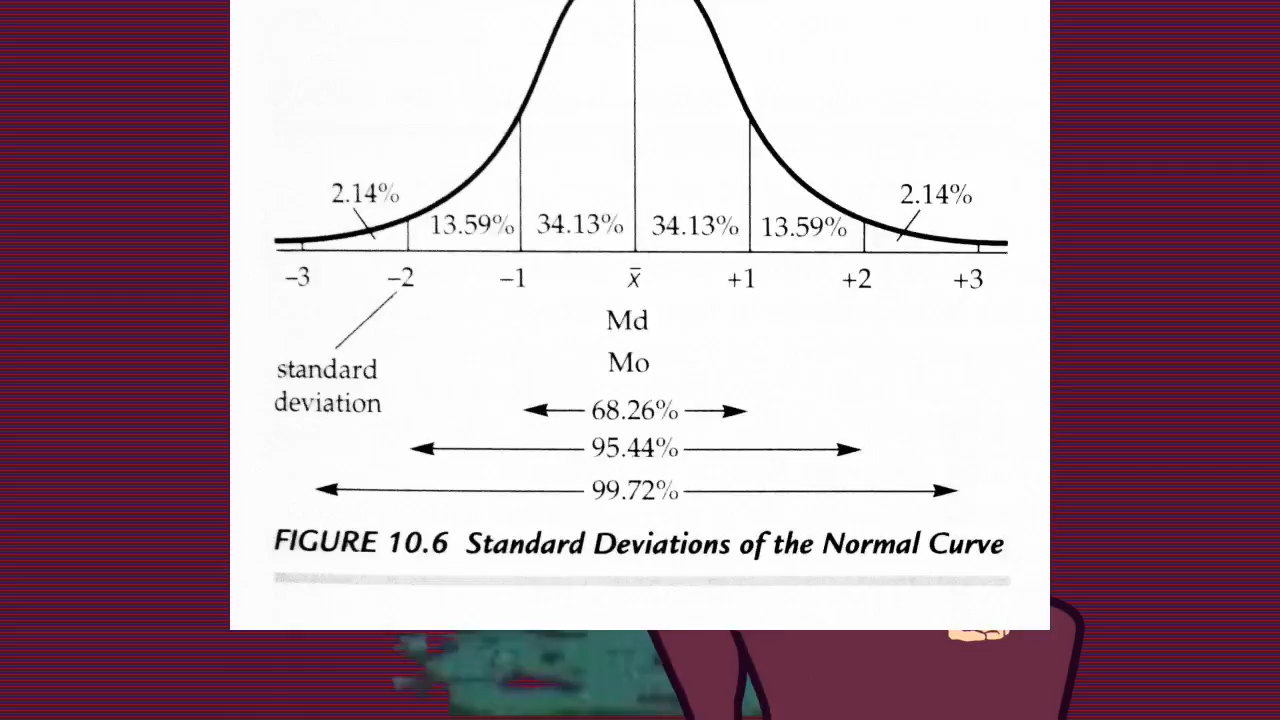 2.14% 2.14%
13.59% 34.13% 34.13% 13.59%
–3 –2 –1 x̄ +1 +2 +3
Md
Mo
standard
deviation
68.26%
95.44%
99.72%
FIGURE 10.6 Standard Deviations of the Normal Curve